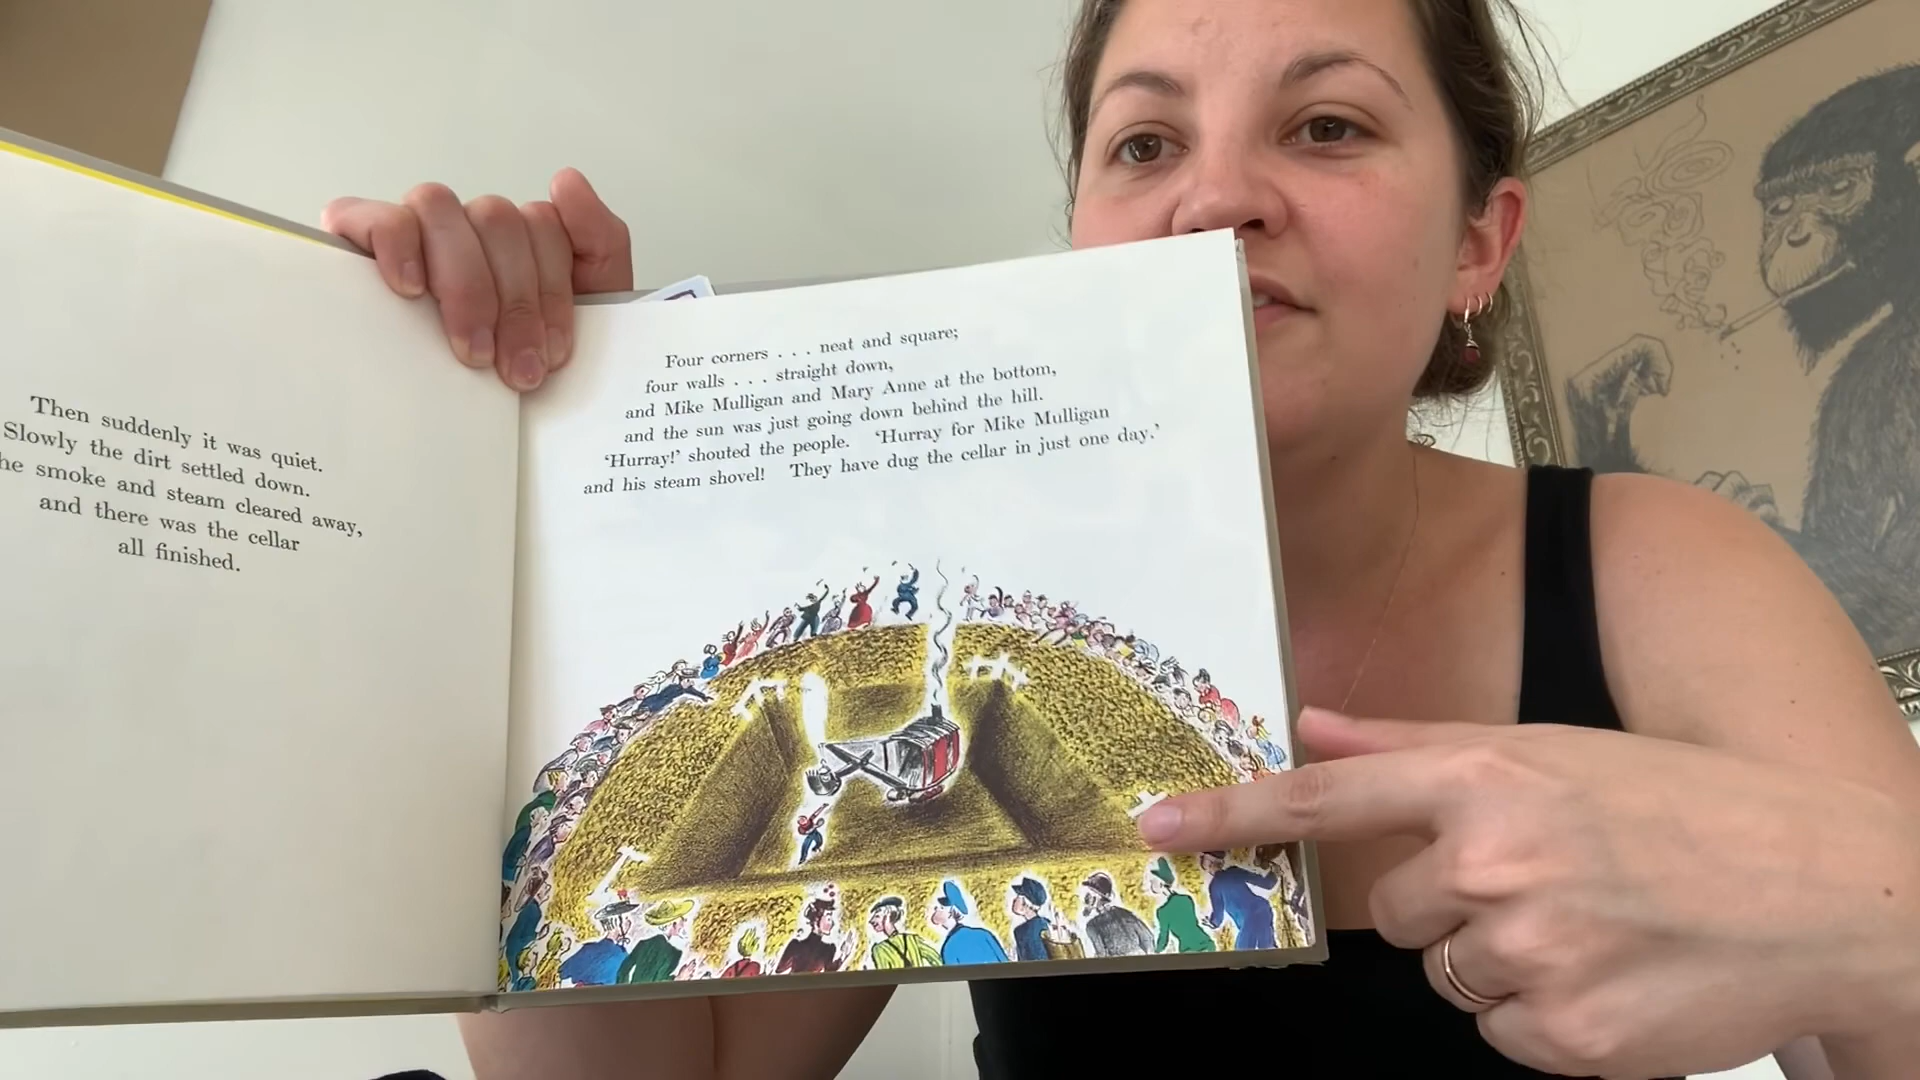 Then suddenly it was quiet.
Slowly the dirt settled down.
he smoke and steam cleared away,
and there was the cellar
all finished.
Four corners . . . neat and square;
four walls . . . straight down,
and Mike Mulligan and Mary Anne at the bottom,
and the sun was just going down behind the hill.
‘Hurray!’ shouted the people. ‘Hurray for Mike Mulligan
and his steam shovel! They have dug the cellar in just one day.’